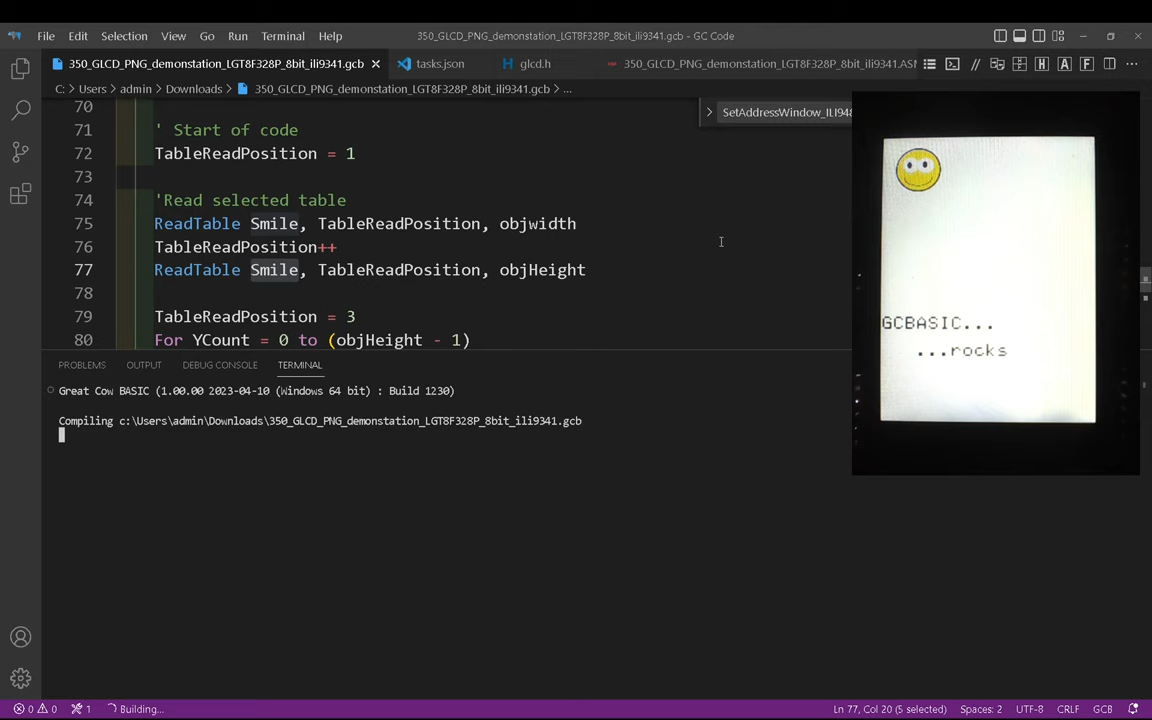 File Edit Selection View Go Run Terminal Help 350_GLCD_PNG_demonstation_LGT8F328P_8bit_ili9341.gcb - GC Code
350_GLCD_PNG_demonstation_LGT8F328P_8bit_ili9341.gcb tasks.json glcd.h 350_GLCD_PNG_demonstation_LGT8F328P_8bit_ili9341.ASM
C: > Users > admin > Downloads > 350_GLCD_PNG_demonstation_LGT8F328P_8bit_ili9341.gcb > ...
SetAddressWindow_ILI948
70
71 ' Start of code
72 TableReadPosition = 1
73
74 'Read selected table
75 ReadTable Smile, TableReadPosition, objwidth
76 TableReadPosition++
77 ReadTable Smile, TableReadPosition, objHeight
78
79 TableReadPosition = 3
80 For YCount = 0 to (objHeight - 1)
GCBASIC...
...rocks
PROBLEMS OUTPUT DEBUG CONSOLE TERMINAL
Great Cow BASIC (1.00.00 2023-04-10 (Windows 64 bit) : Build 1230)
Compiling c:\Users\admin\Downloads\350_GLCD_PNG_demonstation_LGT8F328P_8bit_ili9341.gcb
0 0 1 Building... Ln 77, Col 20 (5 selected) Spaces: 2 UTF-8 CRLF GCB